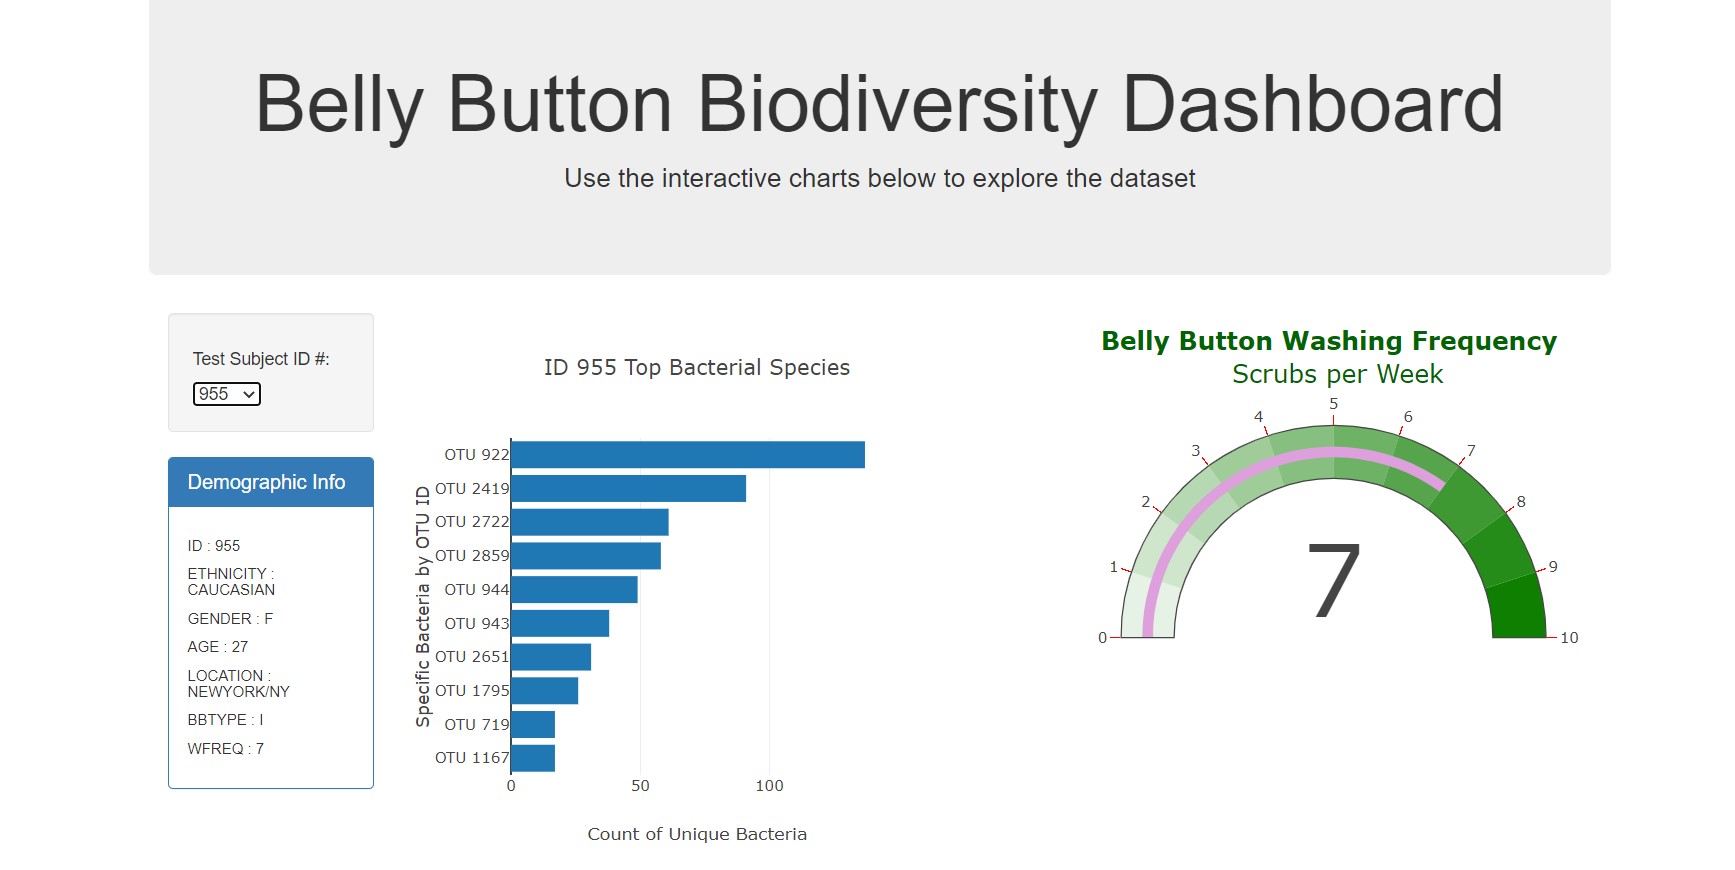 Belly Button Biodiversity Dashboard
Use the interactive charts below to explore the dataset
Test Subject ID #:
955
Demographic Info
ID : 955
ETHNICITY :
CAUCASIAN
GENDER : F
AGE : 27
LOCATION :
NEWYORK/NY
BBTYPE : I
WFREQ : 7
ID 955 Top Bacterial Species
Specific Bacteria by OTU ID
OTU 922
OTU 2419
OTU 2722
OTU 2859
OTU 944
OTU 943
OTU 2651
OTU 1795
OTU 719
OTU 1167
0 50 100
Count of Unique Bacteria
Belly Button Washing Frequency
Scrubs per Week
0
1
2
3
4
5
6
7
8
9
10
7